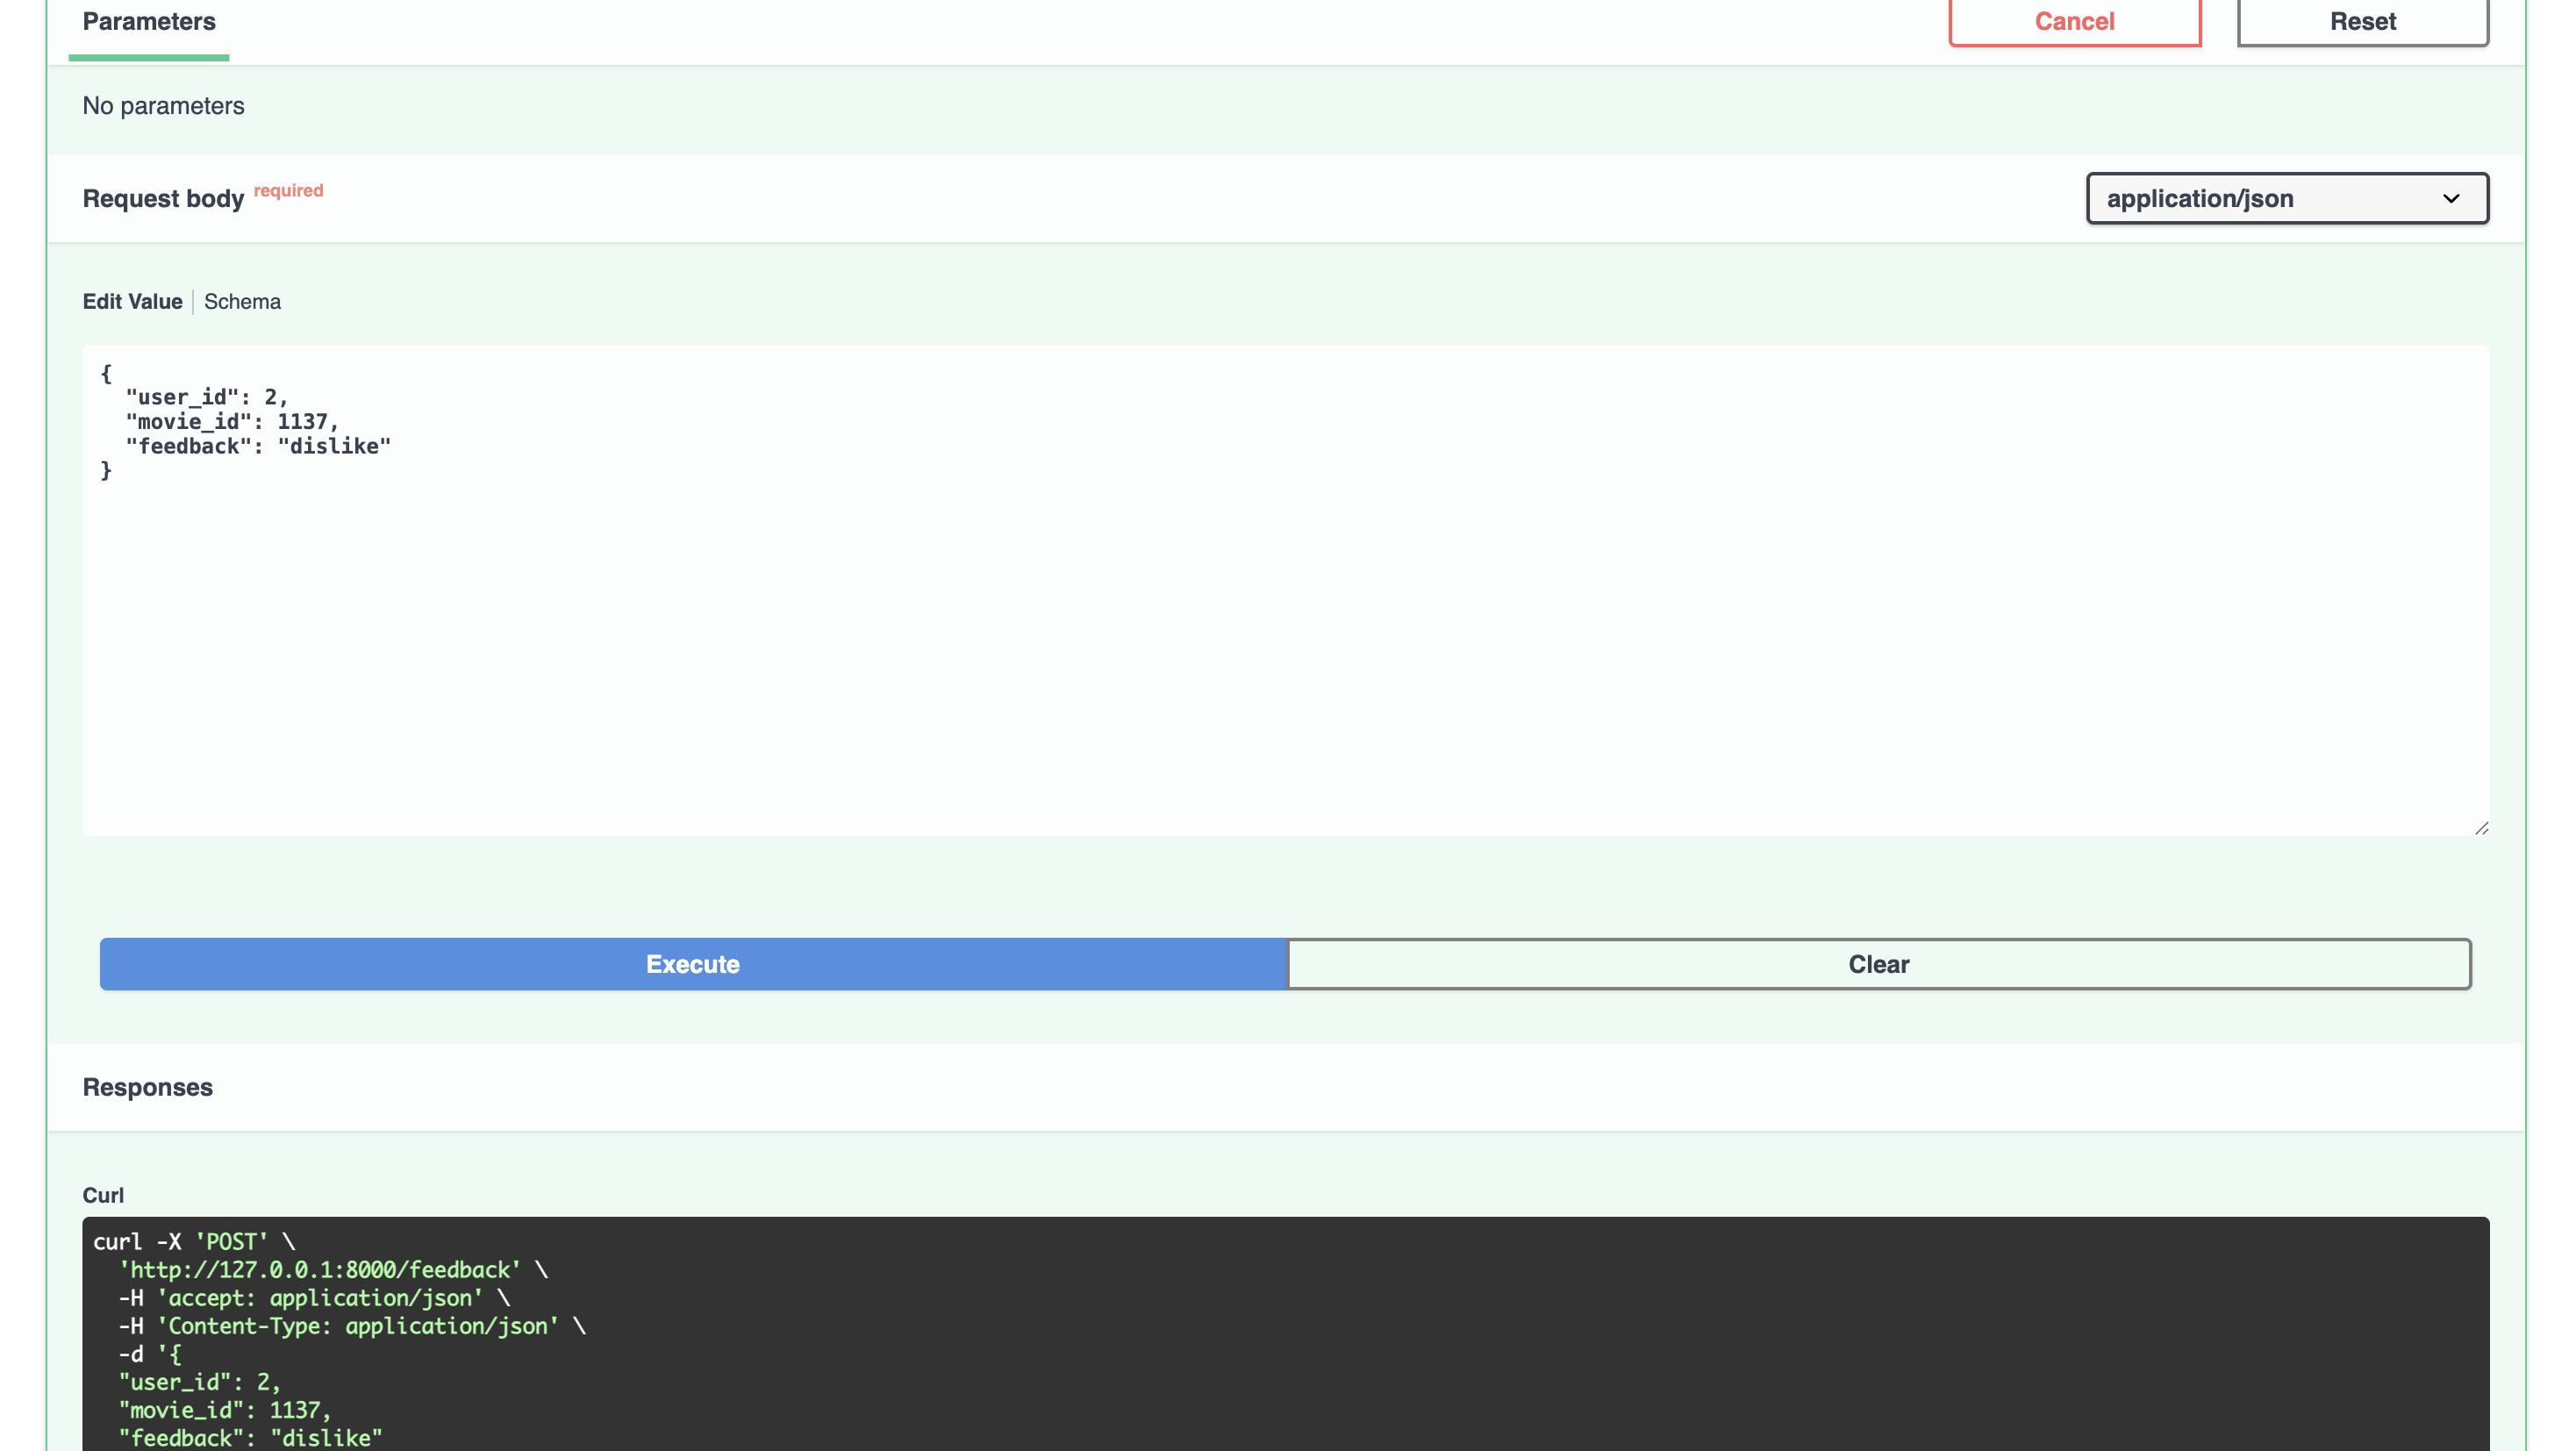 Parameters
Cancel
Reset
No parameters
Request body required
application/json
Edit Value | Schema
{
  "user_id": 2,
  "movie_id": 1137,
  "feedback": "dislike"
}
Execute
Clear
Responses
Curl
curl -X 'POST' \
  'http://127.0.0.1:8000/feedback' \
  -H 'accept: application/json' \
  -H 'Content-Type: application/json' \
  -d '{
  "user_id": 2,
  "movie_id": 1137,
  "feedback": "dislike"